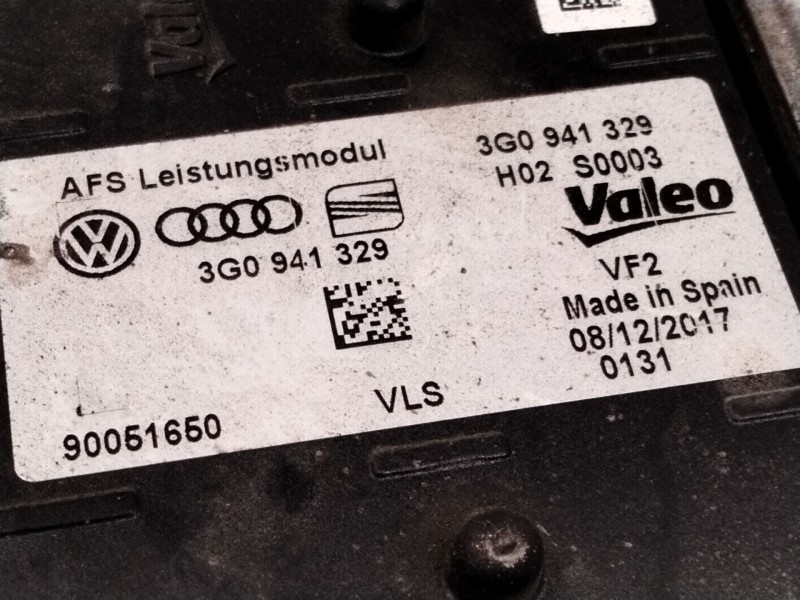 AFS Leistungsmodul
3G0 941 329
90051650
VLS
3G0 941 329
H02 S0003
Valeo
VF2
Made in Spain
08/12/2017
0131